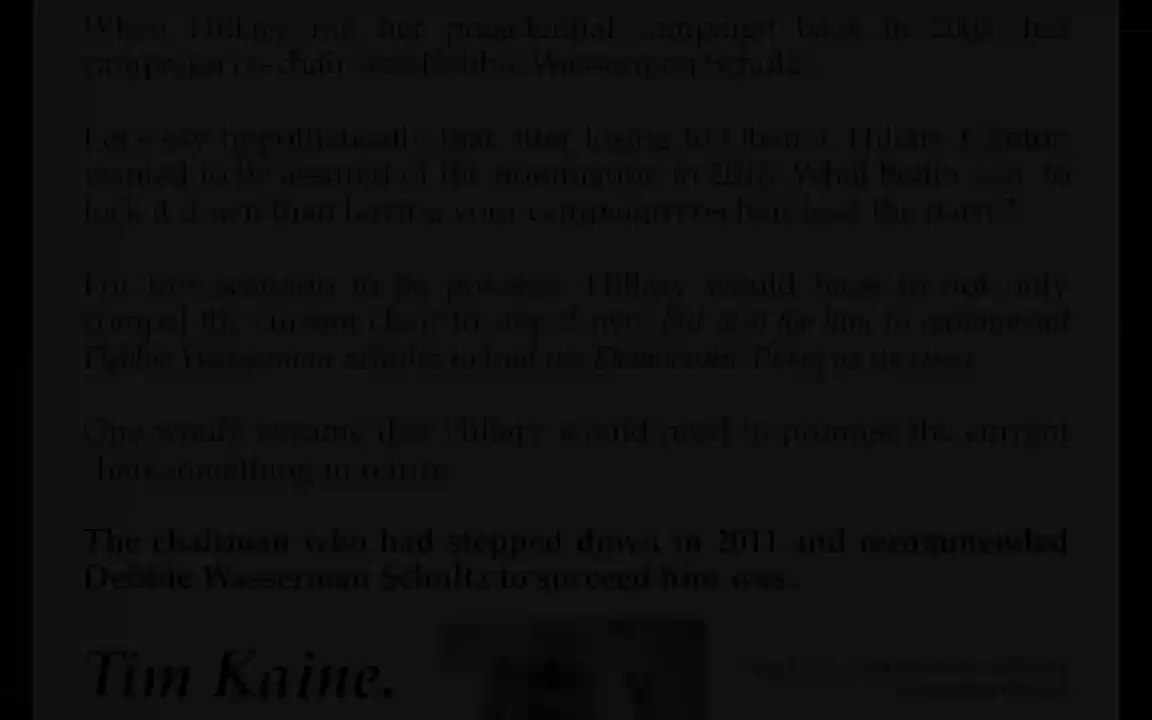 When Hillary ran her presidential campaign back in 2008, her
campaign co-chair was Debbie Wasserman Schultz.
Let's say hypothetically that after losing to Obama, Hillary Clinton
wanted to be assured of the nomination in 2016. What better way to
lock it down than having your campaign co-chair lead the party?
For this scenario to be possible, Hillary would have to not only
compel the current chair to step down, but also for him to recommend
Debbie Wasserman Schultz to lead the Democratic Party as its chair.
One would assume that Hillary would need to promise the current
chair something in return.
The chairman who had stepped down in 2011 and recommended
Debbie Wasserman Schultz to succeed him was..
Tim Kaine.